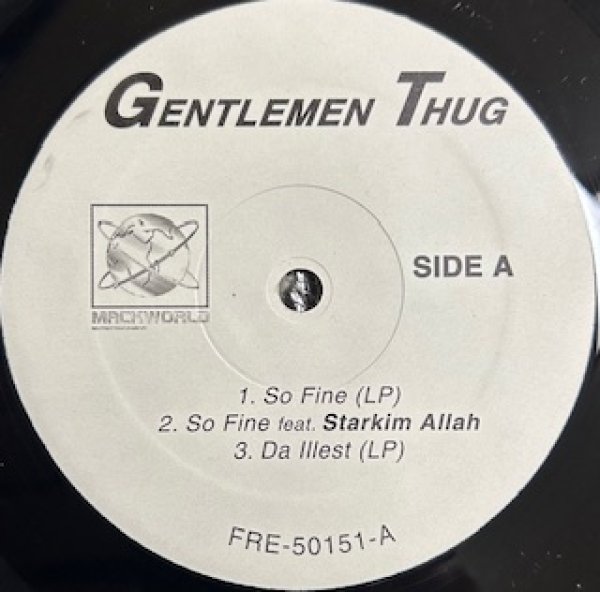 GENTLEMEN THUG
MACKWORLD
SIDE A
1. So Fine (LP)
2. So Fine feat. Starkim Allah
3. Da Illest (LP)
FRE-50151-A